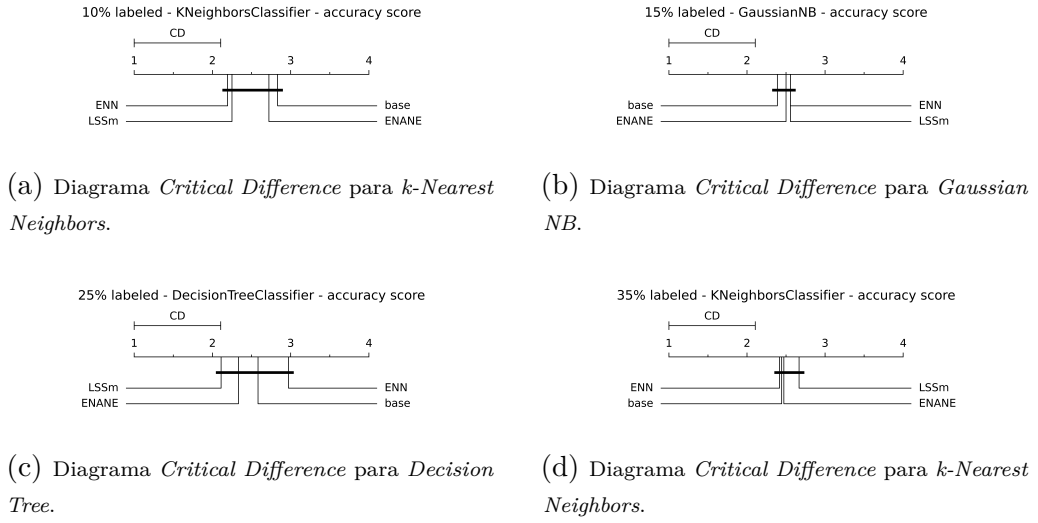 10% labeled - KNeighborsClassifier - accuracy score
CD
1 2 3 4
ENN base
LSSm ENANE
(a) Diagrama Critical Difference para k-Nearest
Neighbors.
15% labeled - GaussianNB - accuracy score
CD
1 2 3 4
base ENN
ENANE LSSm
(b) Diagrama Critical Difference para Gaussian
NB.
25% labeled - DecisionTreeClassifier - accuracy score
CD
1 2 3 4
LSSm ENN
ENANE base
(c) Diagrama Critical Difference para Decision
Tree.
35% labeled - KNeighborsClassifier - accuracy score
CD
1 2 3 4
ENN LSSm
base ENANE
(d) Diagrama Critical Difference para k-Nearest
Neighbors.